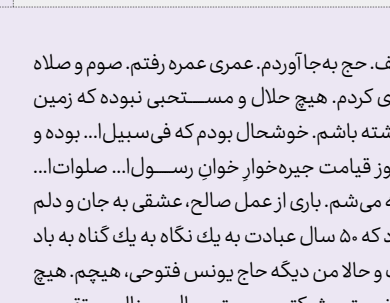 ف. حج به‌جا آوردم. عمری عمره رفتم. صوم و صلاه
ی کردم. هیچ حلال و مستحبی نبوده که زمین
شته باشم. خوشحال بودم که فی‌سبیل‌ا... بوده و
وز قیامت جیره‌خوارِ خوانِ رسول‌ا... صلوات‌ا...
ه می‌شم. باری از عمل صالح، عشقی به جان و دلم
د که ۵۰ سال عبادت به یك نگاه به یك گناه به باد
و حالا من دیگه حاج یونس فتوحی، هیچم. هیچ